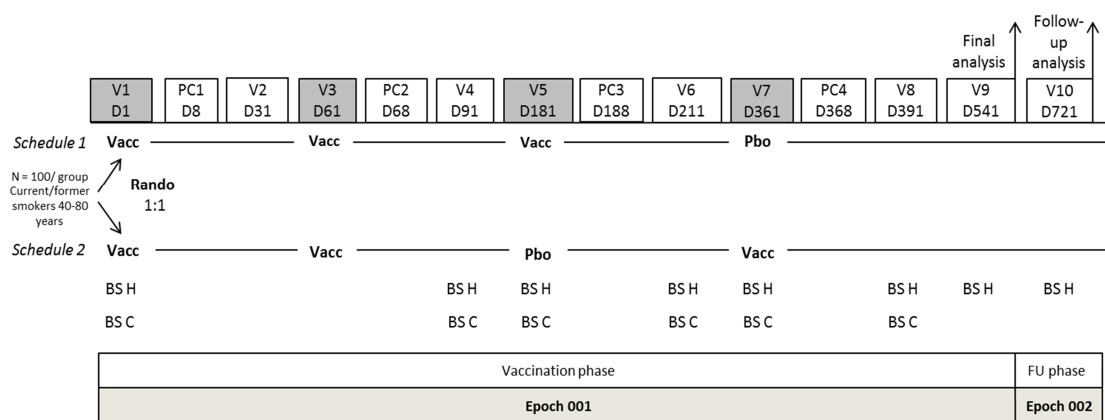 Final
analysis
Follow-
up
analysis
V1 PC1 V2 V3 PC2 V4 V5 PC3 V6 V7 PC4 V8 V9 V10
D1 D8 D31 D61 D68 D91 D181 D188 D211 D361 D368 D391 D541 D721
Schedule 1 Vacc Vacc Vacc Pbo
N = 100/ group
Current/former
smokers 40-80
years
Rando
1:1
Schedule 2 Vacc Vacc Pbo Vacc
BS H BS H BS H BS H BS H BS H BS H BS H
BS C BS C BS C BS C BS C BS C
Vaccination phase FU phase
Epoch 001 Epoch 002